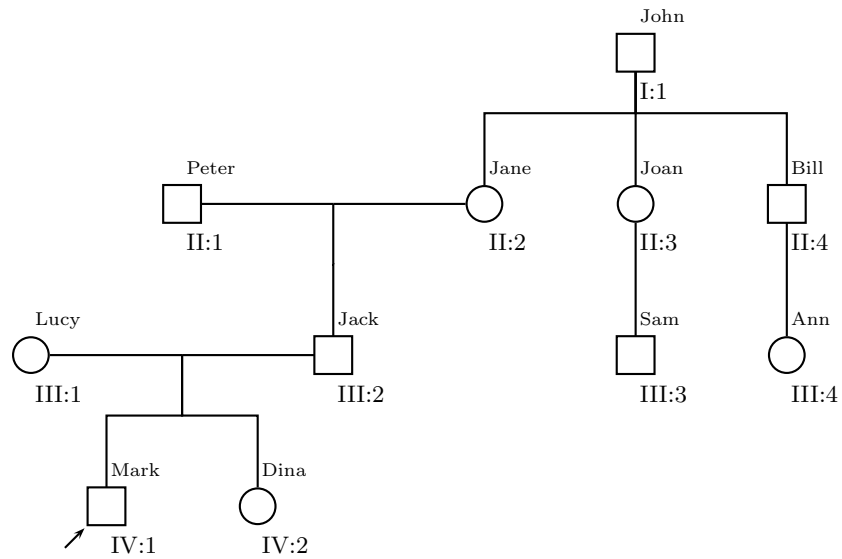 John
I:1
Peter
Jane
Joan
Bill
II:1
II:2
II:3
II:4
Lucy
Jack
Sam
Ann
III:1
III:2
III:3
III:4
Mark
Dina
IV:1
IV:2